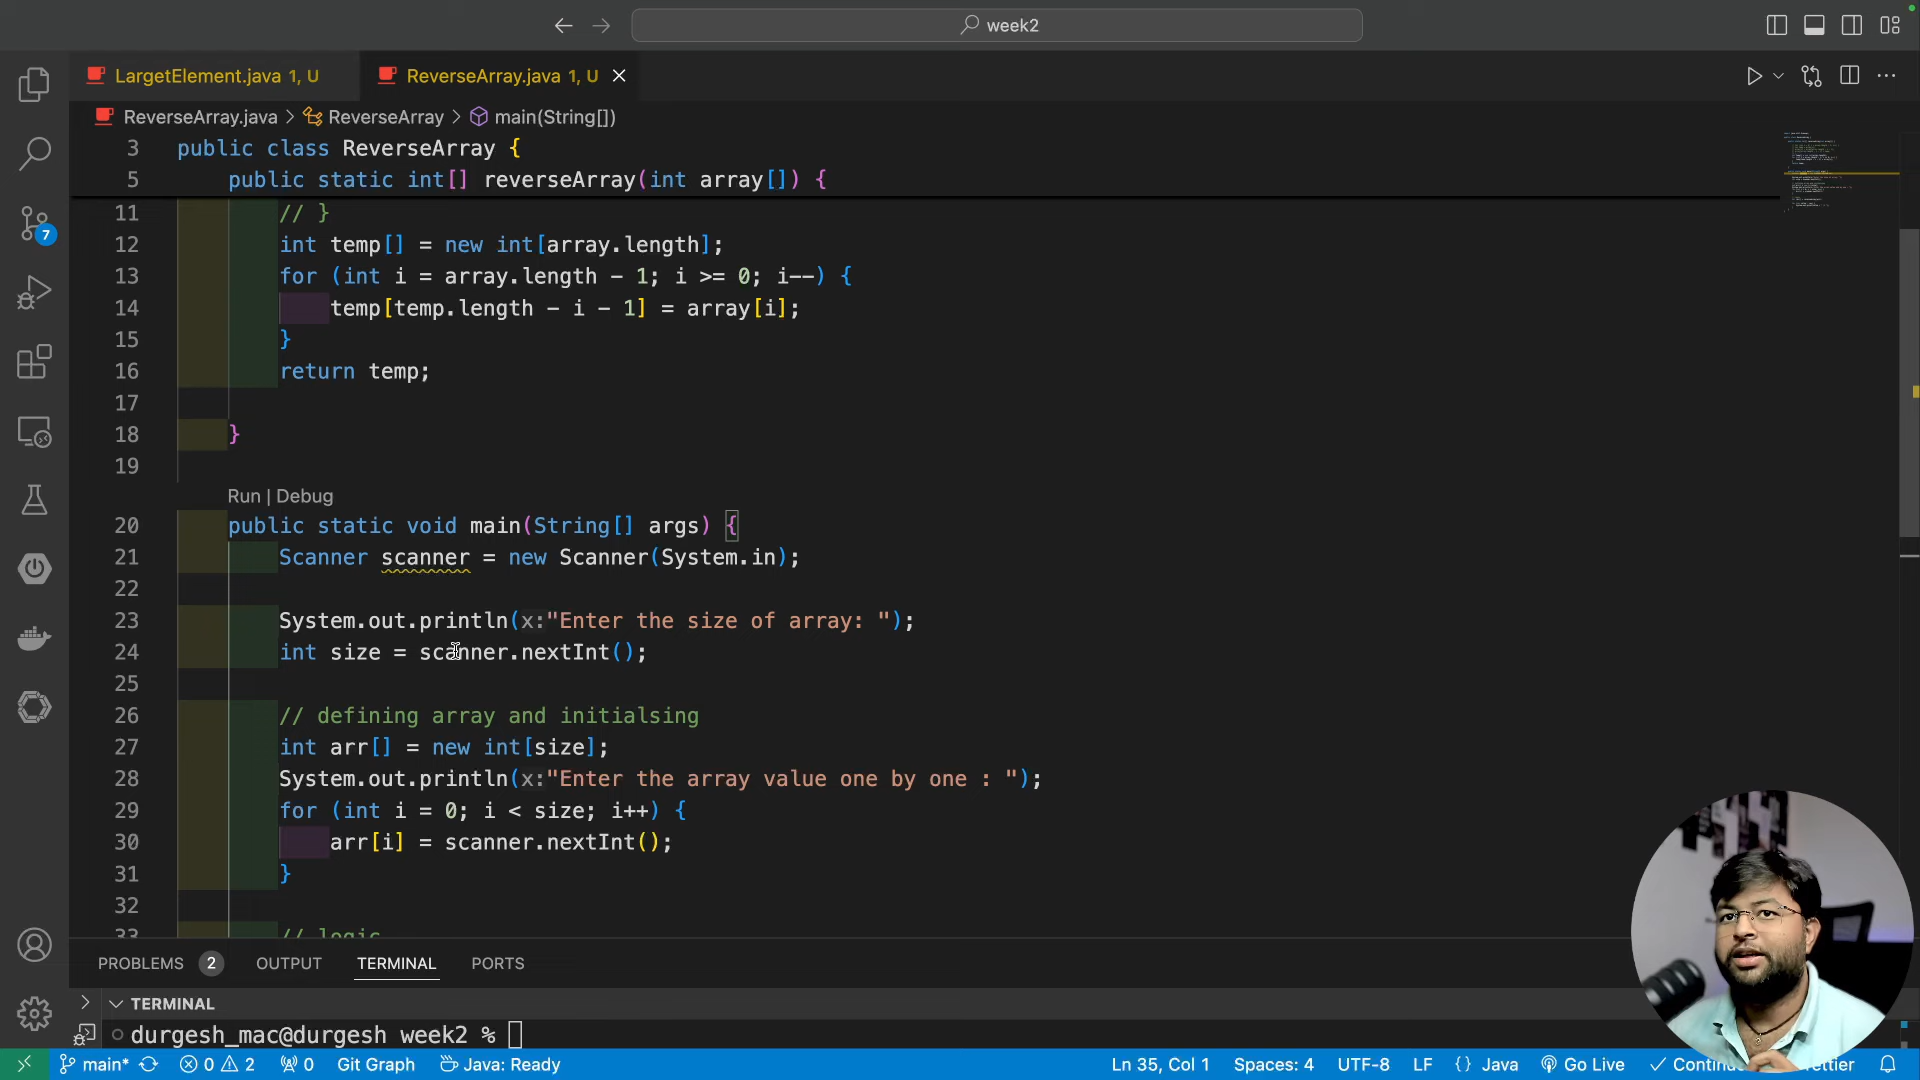 week2
LargetElement.java 1, U
ReverseArray.java 1, U
ReverseArray.java > ReverseArray > main(String[])
3 public class ReverseArray {
5 public static int[] reverseArray(int array[]) {
11 // }
12 int temp[] = new int[array.length];
13 for (int i = array.length - 1; i >= 0; i--) {
14 temp[temp.length - i - 1] = array[i];
15 }
16 return temp;
17
18 }
19
Run | Debug
20 public static void main(String[] args) {
21 Scanner scanner = new Scanner(System.in);
22
23 System.out.println(x:"Enter the size of array: ");
24 int size = scanner.nextInt();
25
26 // defining array and initialsing
27 int arr[] = new int[size];
28 System.out.println(x:"Enter the array value one by one : ");
29 for (int i = 0; i < size; i++) {
30 arr[i] = scanner.nextInt();
31 }
32
33 // logic
7
PROBLEMS 2 OUTPUT TERMINAL PORTS
TERMINAL
durgesh_mac@durgesh week2 %
main* 0 2 0 Git Graph Java: Ready Ln 35, Col 1 Spaces: 4 UTF-8 LF {} Java Go Live